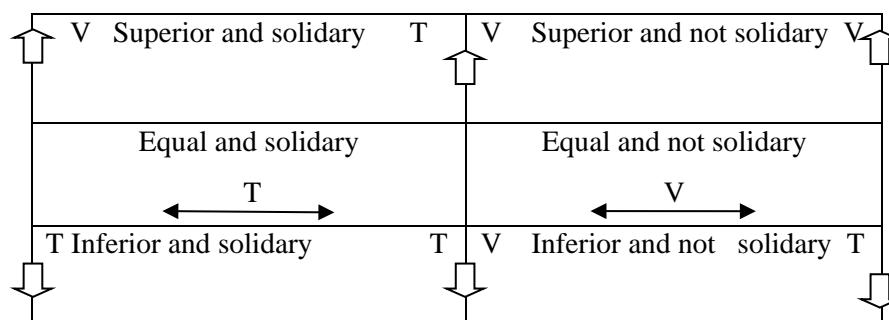 V Superior and solidary T V Superior and not solidary V
Equal and solidary Equal and not solidary
T V
T Inferior and solidary T V Inferior and not solidary T